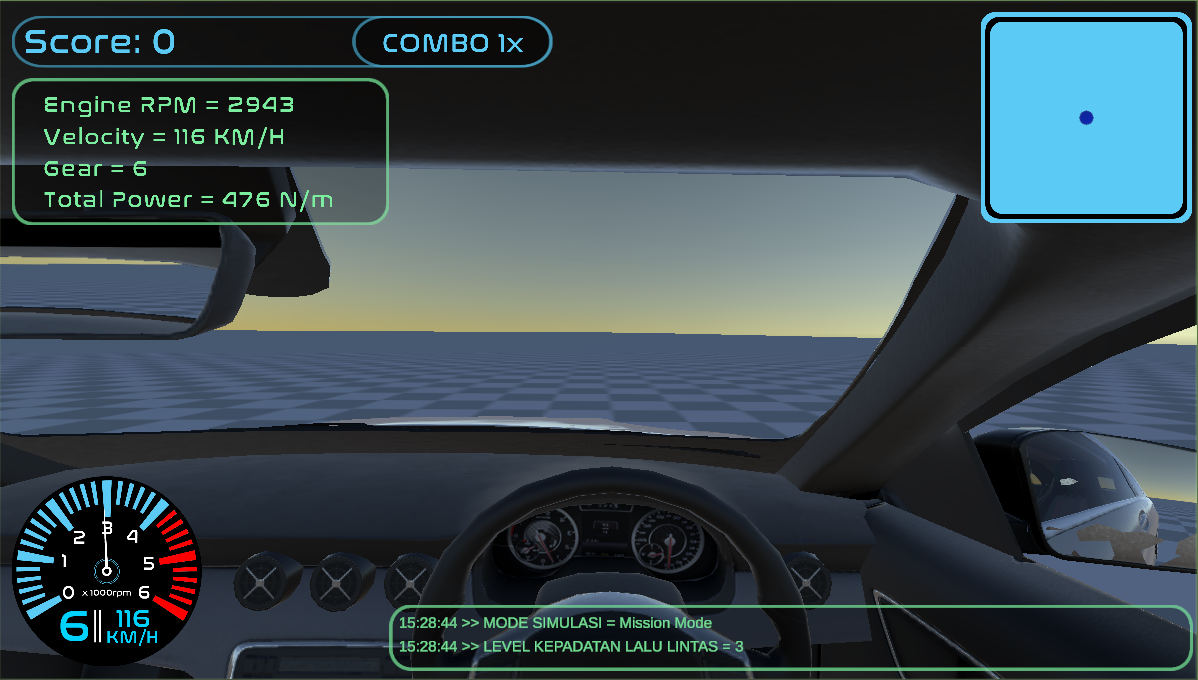 Score: 0
COMBO 1x
Engine RPM = 2943
Velocity = 116 KM/H
Gear = 6
Total Power = 476 N/m
0 1 2 3 4 5 6
x1000rpm
6 116
KM/H
15:28:44 >> MODE SIMULASI = Mission Mode
15:28:44 >> LEVEL KEPADATAN LALU LINTAS = 3